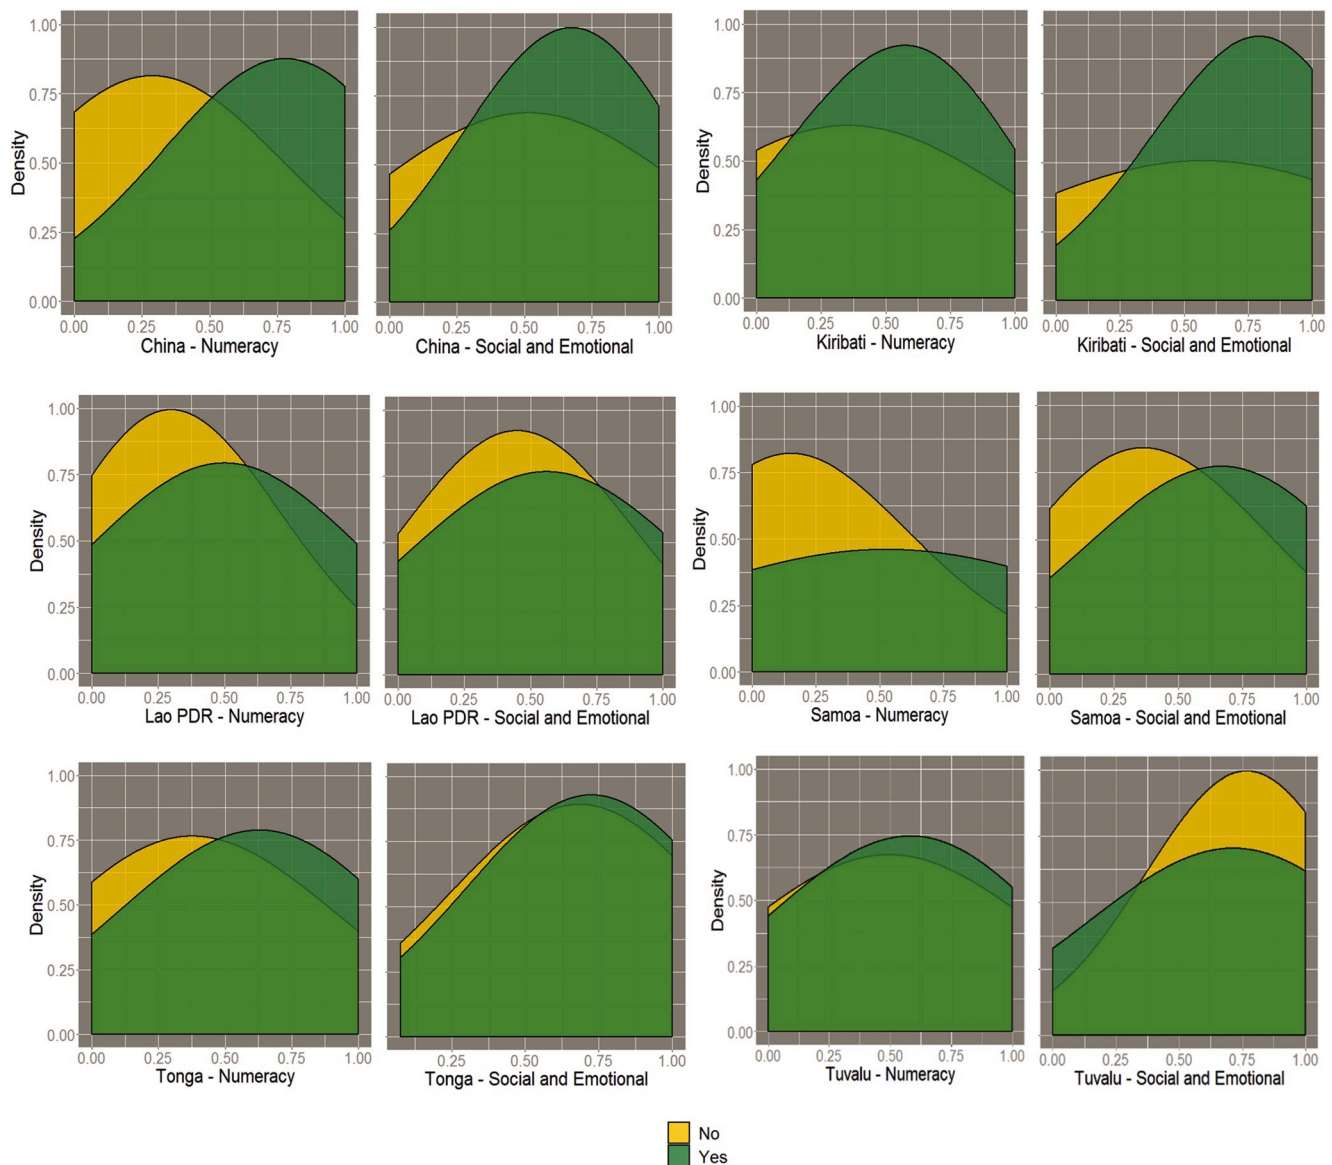 1.00
0.75
0.50
0.25
0.00
Density
0.00 0.25 0.50 0.75 1.00
China - Numeracy
0.00 0.25 0.50 0.75 1.00
China - Social and Emotional
1.00
0.75
0.50
0.25
0.00
Density
0.00 0.25 0.50 0.75 1.00
Kiribati - Numeracy
0.00 0.25 0.50 0.75 1.00
Kiribati - Social and Emotional
1.00
0.75
0.50
0.25
0.00
Density
0.00 0.25 0.50 0.75 1.00
Lao PDR - Numeracy
0.00 0.25 0.50 0.75 1.00
Lao PDR - Social and Emotional
1.00
0.75
0.50
0.25
0.00
Density
0.00 0.25 0.50 0.75 1.00
Samoa - Numeracy
0.00 0.25 0.50 0.75 1.00
Samoa - Social and Emotional
1.00
0.75
0.50
0.25
0.00
Density
0.00 0.25 0.50 0.75 1.00
Tonga - Numeracy
0.25 0.50 0.75 1.00
Tonga - Social and Emotional
1.00
0.75
0.50
0.25
0.00
Density
0.00 0.25 0.50 0.75 1.00
Tuvalu - Numeracy
0.00 0.25 0.50 0.75 1.00
Tuvalu - Social and Emotional
No
Yes